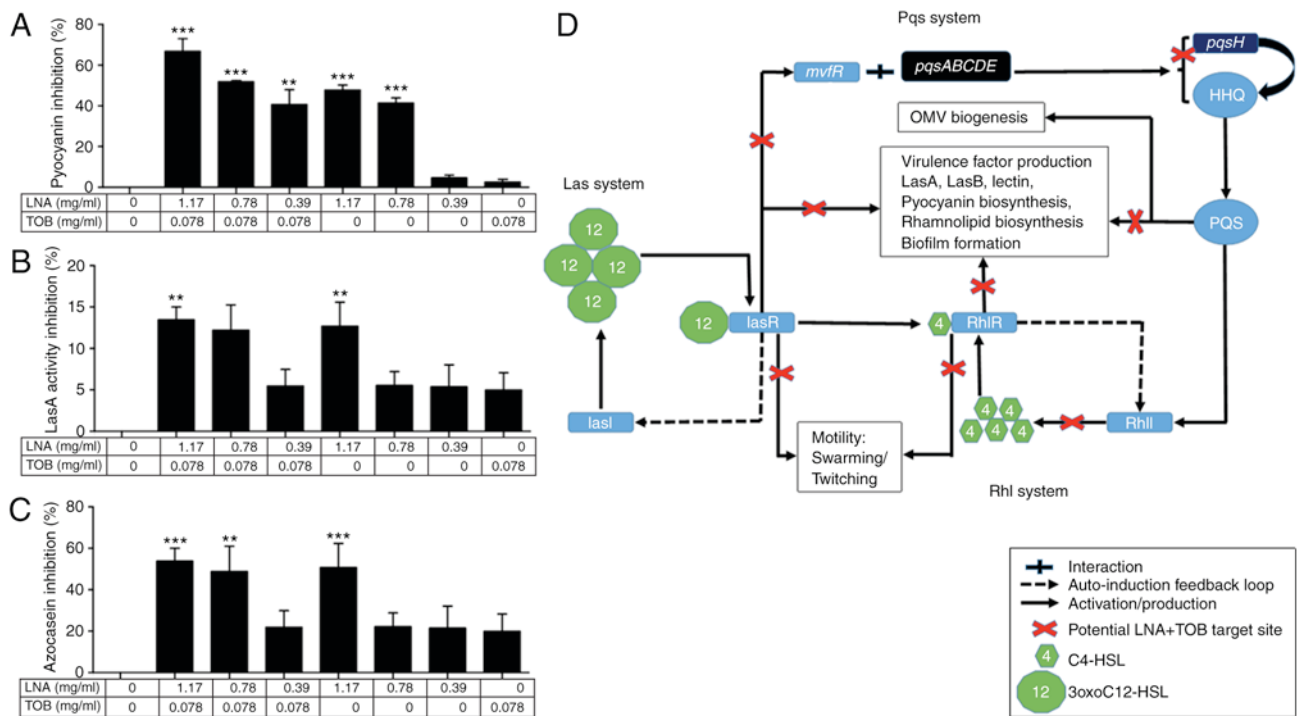 A
Pyocyanin inhibition (%)
80
60
40
20
0
***
***
**
***
***
LNA (mg/ml) 0 1.17 0.78 0.39 1.17 0.78 0.39 0
TOB (mg/ml) 0 0.078 0.078 0.078 0 0 0 0.078
B
LasA activity inhibition (%)
20
15
10
5
0
**
**
LNA (mg/ml) 0 1.17 0.78 0.39 1.17 0.78 0.39 0
TOB (mg/ml) 0 0.078 0.078 0.078 0 0 0 0.078
C
Azocasein inhibition (%)
80
60
40
20
0
***
**
***
LNA (mg/ml) 0 1.17 0.78 0.39 1.17 0.78 0.39 0
TOB (mg/ml) 0 0.078 0.078 0.078 0 0 0 0.078
D
Pqs system
mvfR
pqsABCDE
pqsH
HHQ
OMV biogenesis
Virulence factor production
LasA, LasB, lectin,
Pyocyanin biosynthesis,
Rhamnolipid biosynthesis
Biofilm formation
PQS
Las system
12
12
12
12
12
lasR
4
RhlR
lasI
4
4
4
4
4
RhlI
Motility:
Swarming/
Twitching
Rhl system
Interaction
Auto-induction feedback loop
Activation/production
Potential LNA+TOB target site
4 C4-HSL
12 3oxoC12-HSL